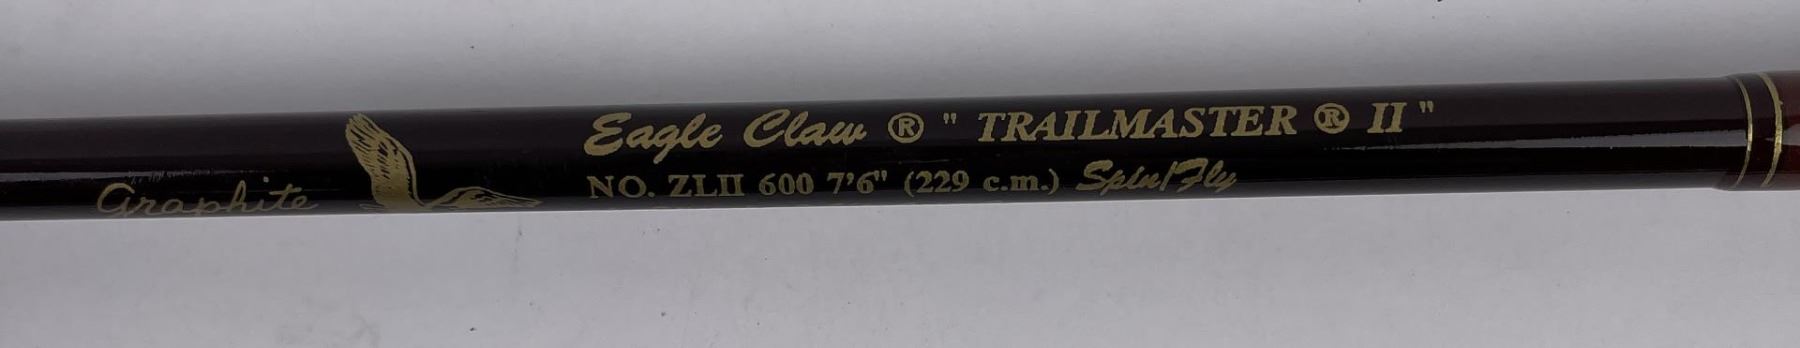 Graphite
Eagle Claw ® " TRAILMASTER ® II "
NO. ZLII 600 7'6" (229 c.m.) Spin/Fly